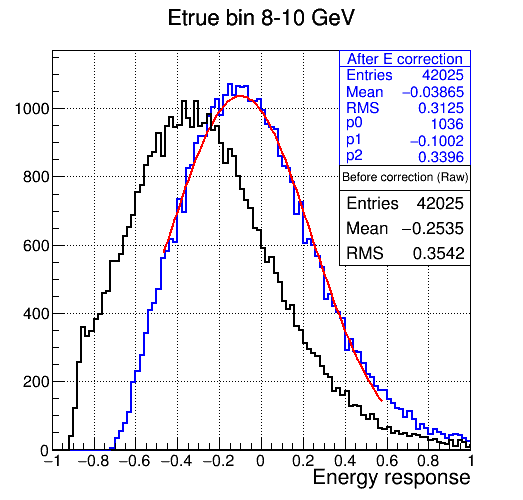 Etrue bin 8-10 GeV
After E correction
Entries 42025
Mean −0.03865
RMS 0.3125
p0 1036
p1 −0.1002
p2 0.3396
Before correction (Raw)
Entries 42025
Mean −0.2535
RMS 0.3542
1000
800
600
400
200
0
−1 −0.8 −0.6 −0.4 −0.2 0 0.2 0.4 0.6 0.8 1
Energy response